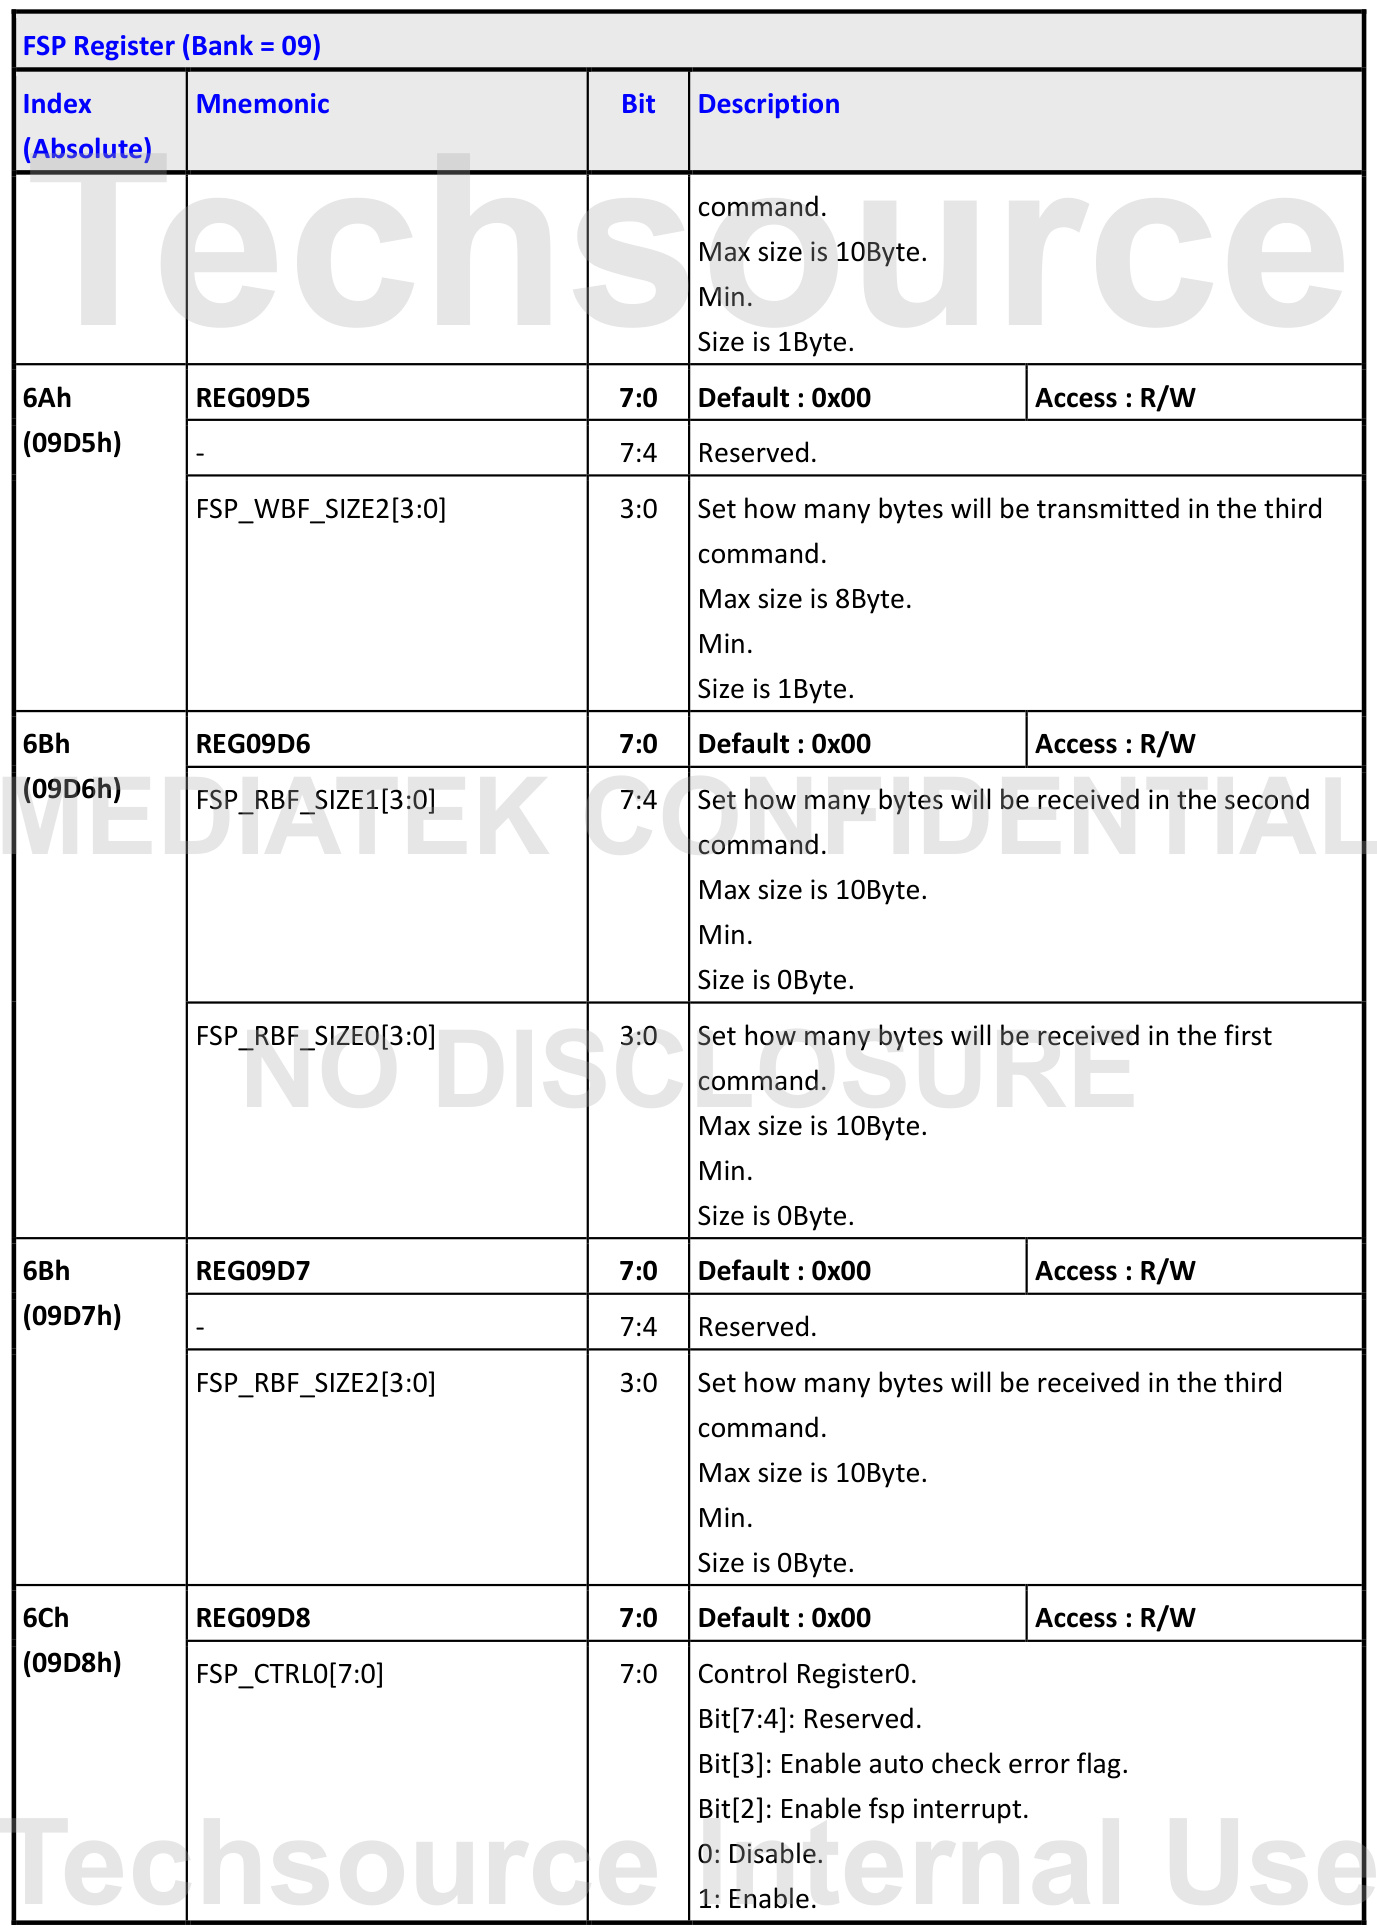 FSP Register (Bank = 09)
Index
(Absolute)
Mnemonic
Bit
Description
command.
Max size is 10Byte.
Min.
Size is 1Byte.
6Ah
(09D5h)
REG09D5
7:0
Default : 0x00
Access : R/W
-
7:4
Reserved.
FSP_WBF_SIZE2[3:0]
3:0
Set how many bytes will be transmitted in the third
command.
Max size is 8Byte.
Min.
Size is 1Byte.
6Bh
(09D6h)
REG09D6
7:0
Default : 0x00
Access : R/W
FSP_RBF_SIZE1[3:0]
7:4
Set how many bytes will be received in the second
command.
Max size is 10Byte.
Min.
Size is 0Byte.
FSP_RBF_SIZE0[3:0]
3:0
Set how many bytes will be received in the first
command.
Max size is 10Byte.
Min.
Size is 0Byte.
6Bh
(09D7h)
REG09D7
7:0
Default : 0x00
Access : R/W
-
7:4
Reserved.
FSP_RBF_SIZE2[3:0]
3:0
Set how many bytes will be received in the third
command.
Max size is 10Byte.
Min.
Size is 0Byte.
6Ch
(09D8h)
REG09D8
7:0
Default : 0x00
Access : R/W
FSP_CTRL0[7:0]
7:0
Control Register0.
Bit[7:4]: Reserved.
Bit[3]: Enable auto check error flag.
Bit[2]: Enable fsp interrupt.
0: Disable.
1: Enable.
Techsource
MEDIATEK CONFIDENTIAL
NO DISCLOSURE
Techsource Internal Use